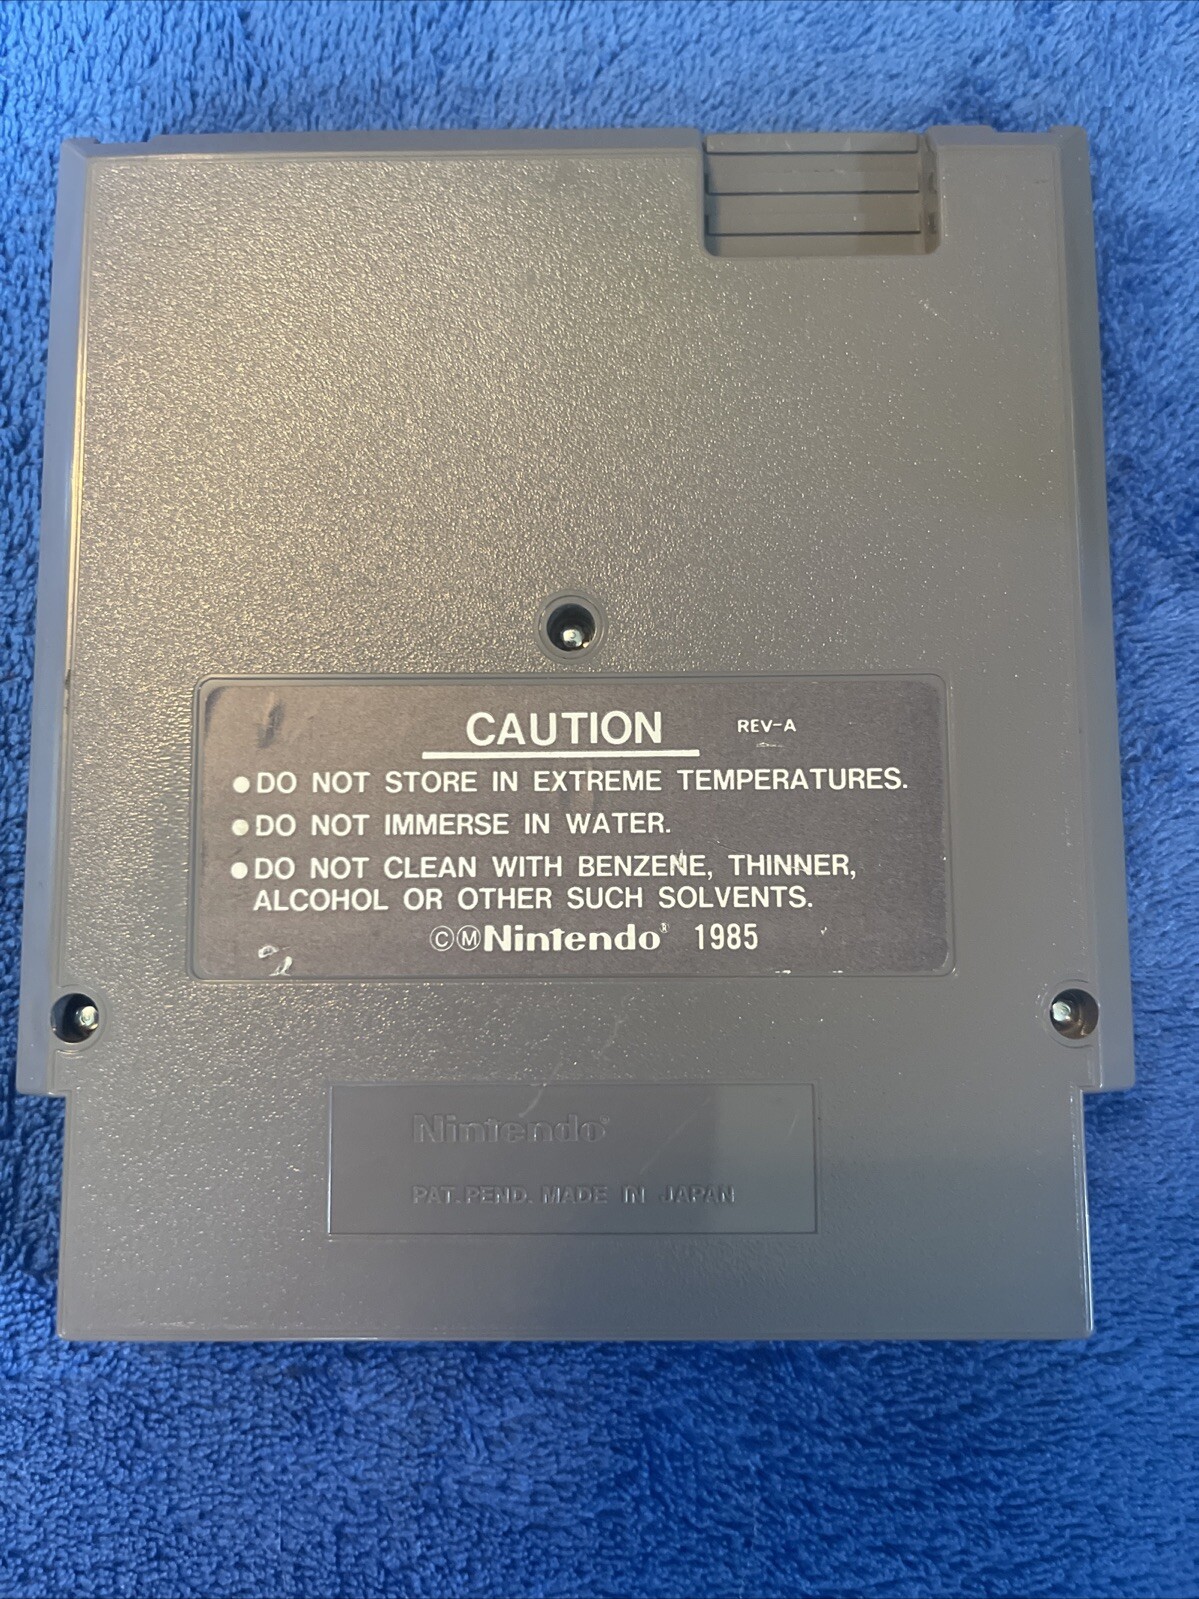 CAUTION REV-A
●DO NOT STORE IN EXTREME TEMPERATURES.
●DO NOT IMMERSE IN WATER.
●DO NOT CLEAN WITH BENZENE, THINNER,
ALCOHOL OR OTHER SUCH SOLVENTS.
ⒸⓂNintendo® 1985
Nintendo®
PAT. PEND. MADE IN JAPAN